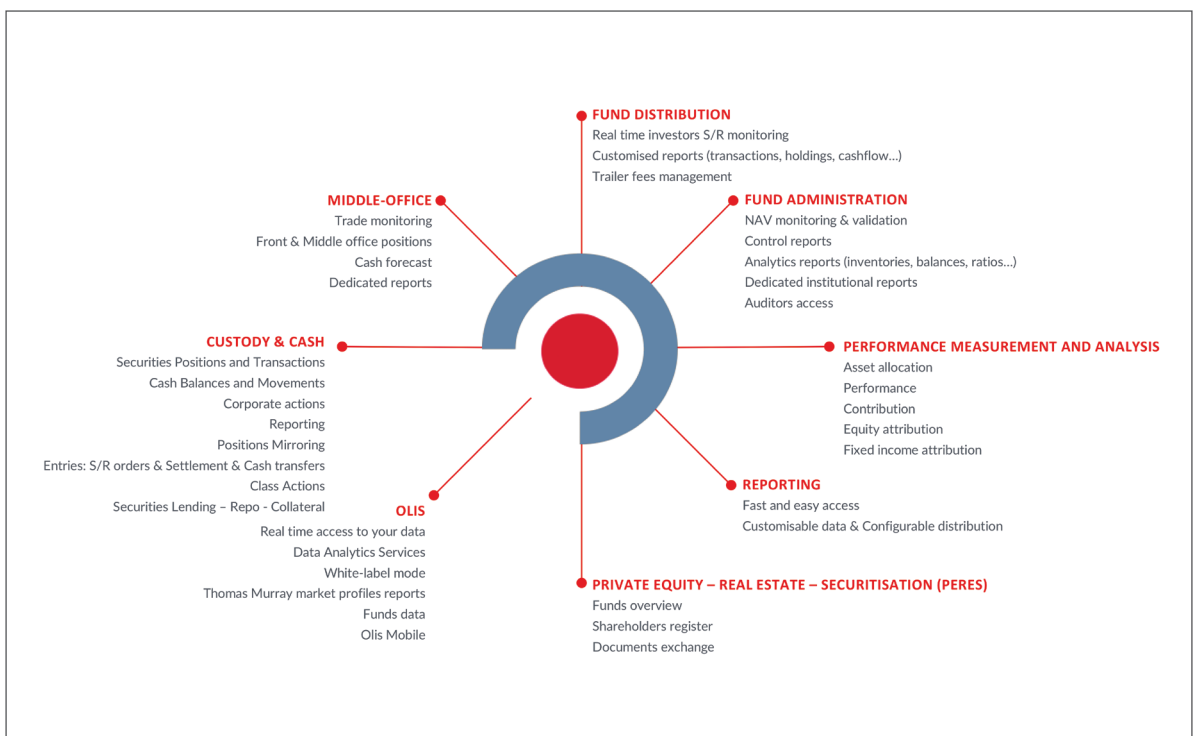 FUND DISTRIBUTION
Real time investors S/R monitoring
Customised reports (transactions, holdings, cashflow...)
Trailer fees management
MIDDLE-OFFICE
Trade monitoring
Front & Middle office positions
Cash forecast
Dedicated reports
FUND ADMINISTRATION
NAV monitoring & validation
Control reports
Analytics reports (inventories, balances, ratios...)
Dedicated institutional reports
Auditors access
CUSTODY & CASH
Securities Positions and Transactions
Cash Balances and Movements
Corporate actions
Reporting
Positions Mirroring
Entries: S/R orders & Settlement & Cash transfers
Class Actions
Securities Lending – Repo - Collateral
PERFORMANCE MEASUREMENT AND ANALYSIS
Asset allocation
Performance
Contribution
Equity attribution
Fixed income attribution
REPORTING
Fast and easy access
Customisable data & Configurable distribution
OLIS
Real time access to your data
Data Analytics Services
White-label mode
Thomas Murray market profiles reports
Funds data
Olis Mobile
PRIVATE EQUITY – REAL ESTATE – SECURITISATION (PERES)
Funds overview
Shareholders register
Documents exchange